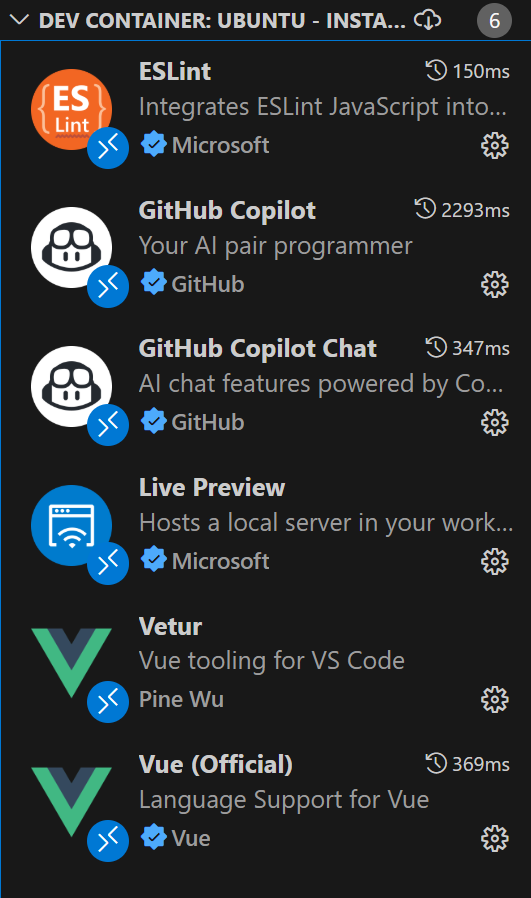 DEV CONTAINER: UBUNTU - INSTA... 6
ESLint 150ms
Integrates ESLint JavaScript into...
Microsoft
ES
Lint
GitHub Copilot 2293ms
Your AI pair programmer
GitHub
GitHub Copilot Chat 347ms
AI chat features powered by Co...
GitHub
Live Preview
Hosts a local server in your work...
Microsoft
Vetur
Vue tooling for VS Code
Pine Wu
Vue (Official) 369ms
Language Support for Vue
Vue